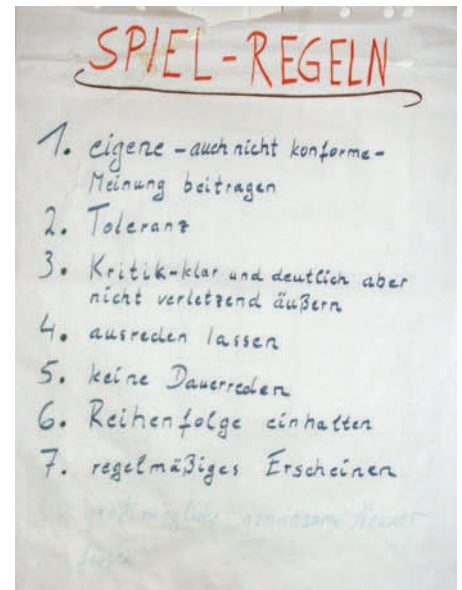 SPIEL-REGELN
1. eigene - auch nicht konforme -
Meinung beitragen
2. Toleranz
3. Kritik - klar und deutlich aber
nicht verletzend äußern
4. ausreden lassen
5. keine Dauerreden
6. Reihenfolge einhalten
7. regelmäßiges Erscheinen
gemeinsame